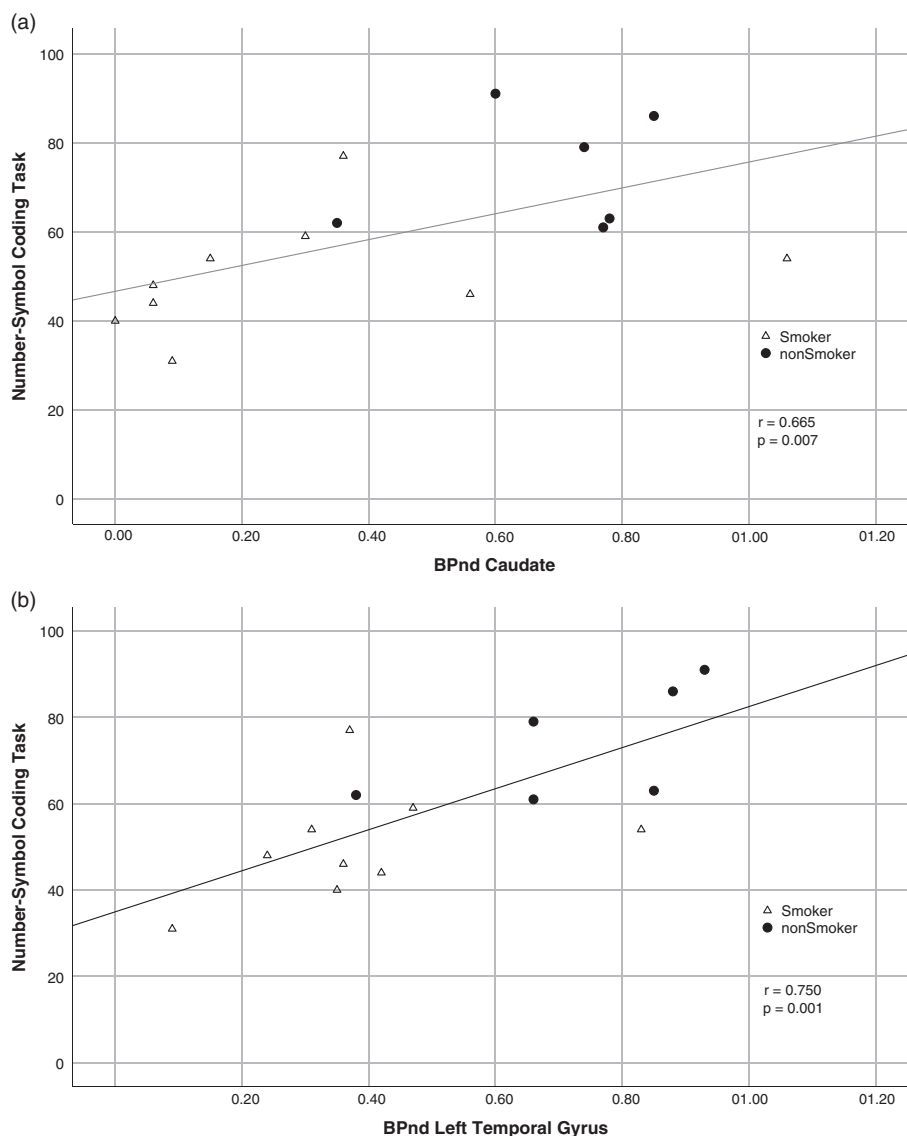 (a)
100
80
60
40
20
0
Number-Symbol Coding Task
Smoker
nonSmoker
r = 0.665
p = 0.007
0.00 0.20 0.40 0.60 0.80 01.00 01.20
BPnd Caudate
(b)
100
80
60
40
20
0
Number-Symbol Coding Task
Smoker
nonSmoker
r = 0.750
p = 0.001
0.20 0.40 0.60 0.80 01.00 01.20
BPnd Left Temporal Gyrus